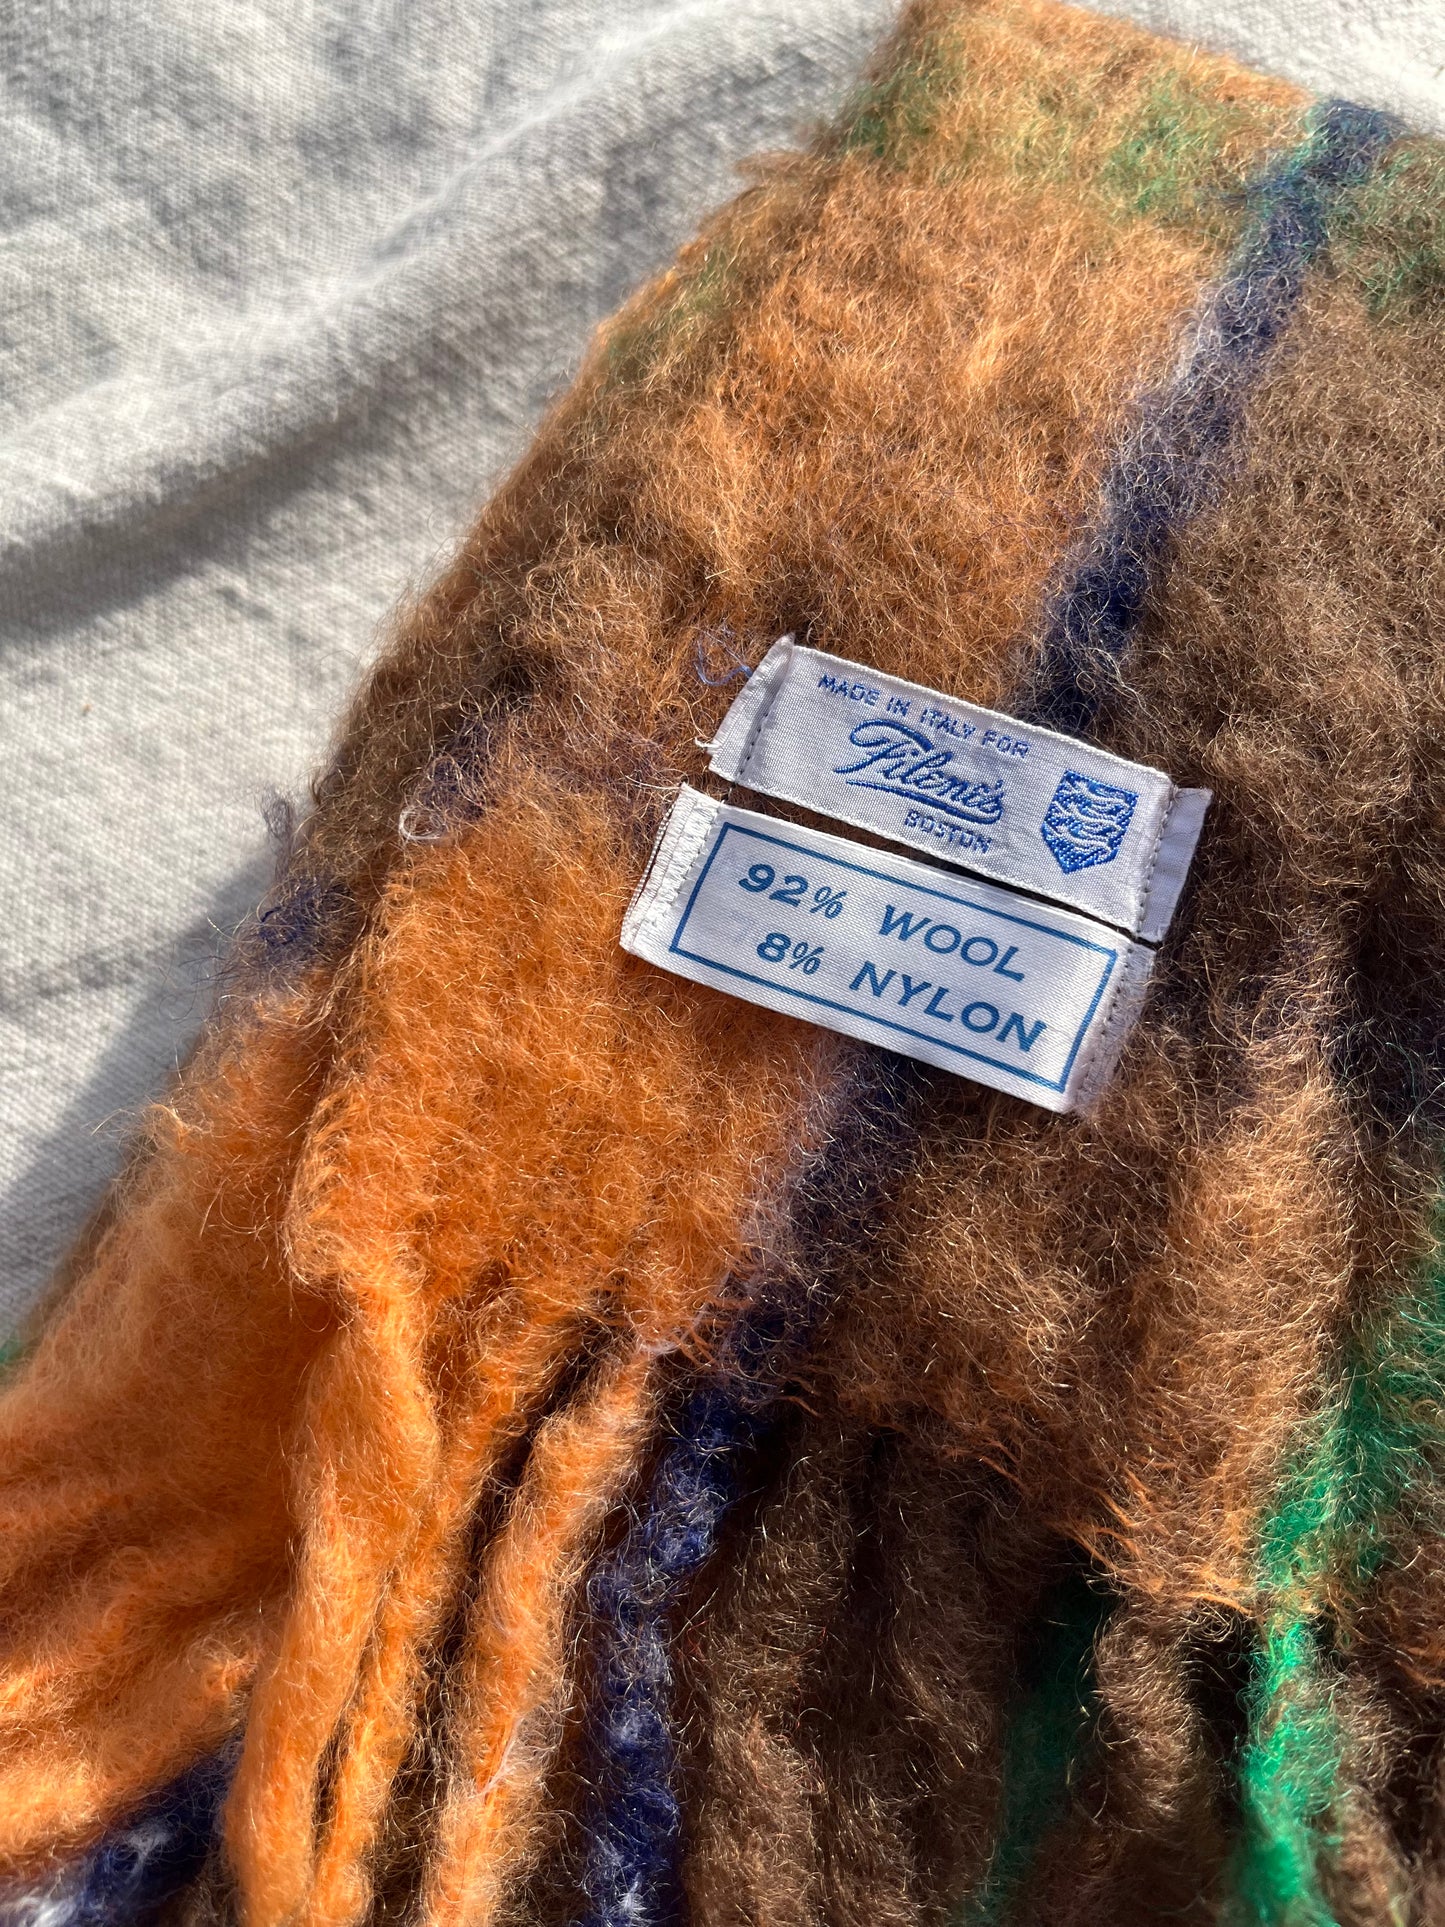 MADE IN ITALY FOR
Filene's
BOSTON
92% WOOL
8% NYLON